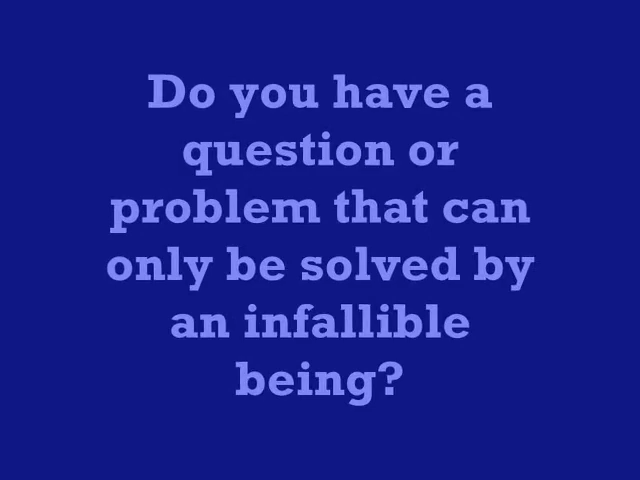 Do you have a
question or
problem that can
only be solved by
an infallible
being?